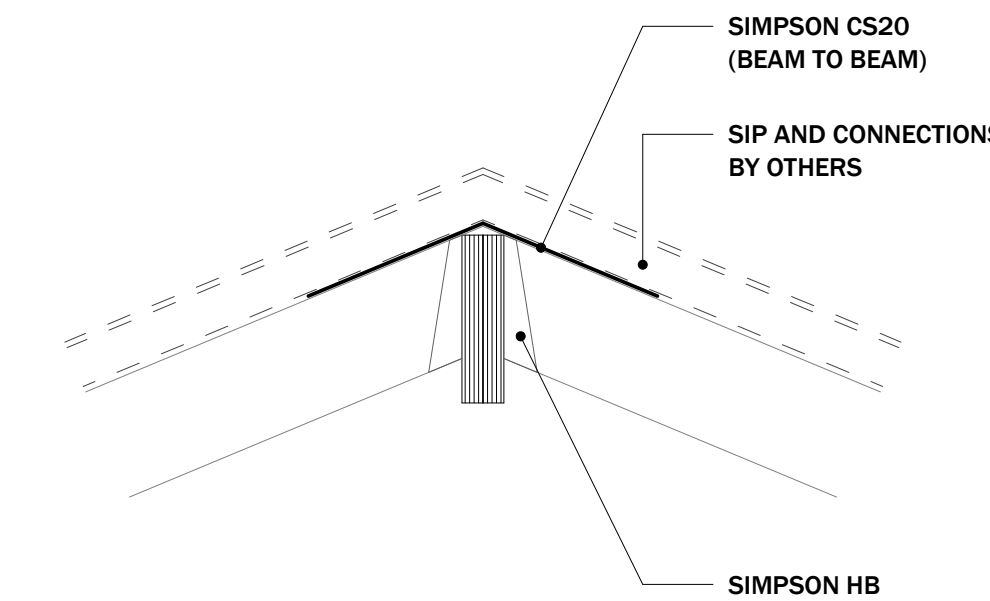 SIMPSON CS20
(BEAM TO BEAM)
SIP AND CONNECTIONS
BY OTHERS
SIMPSON HB